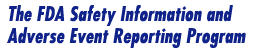 The FDA Safety Information and
Adverse Event Reporting Program